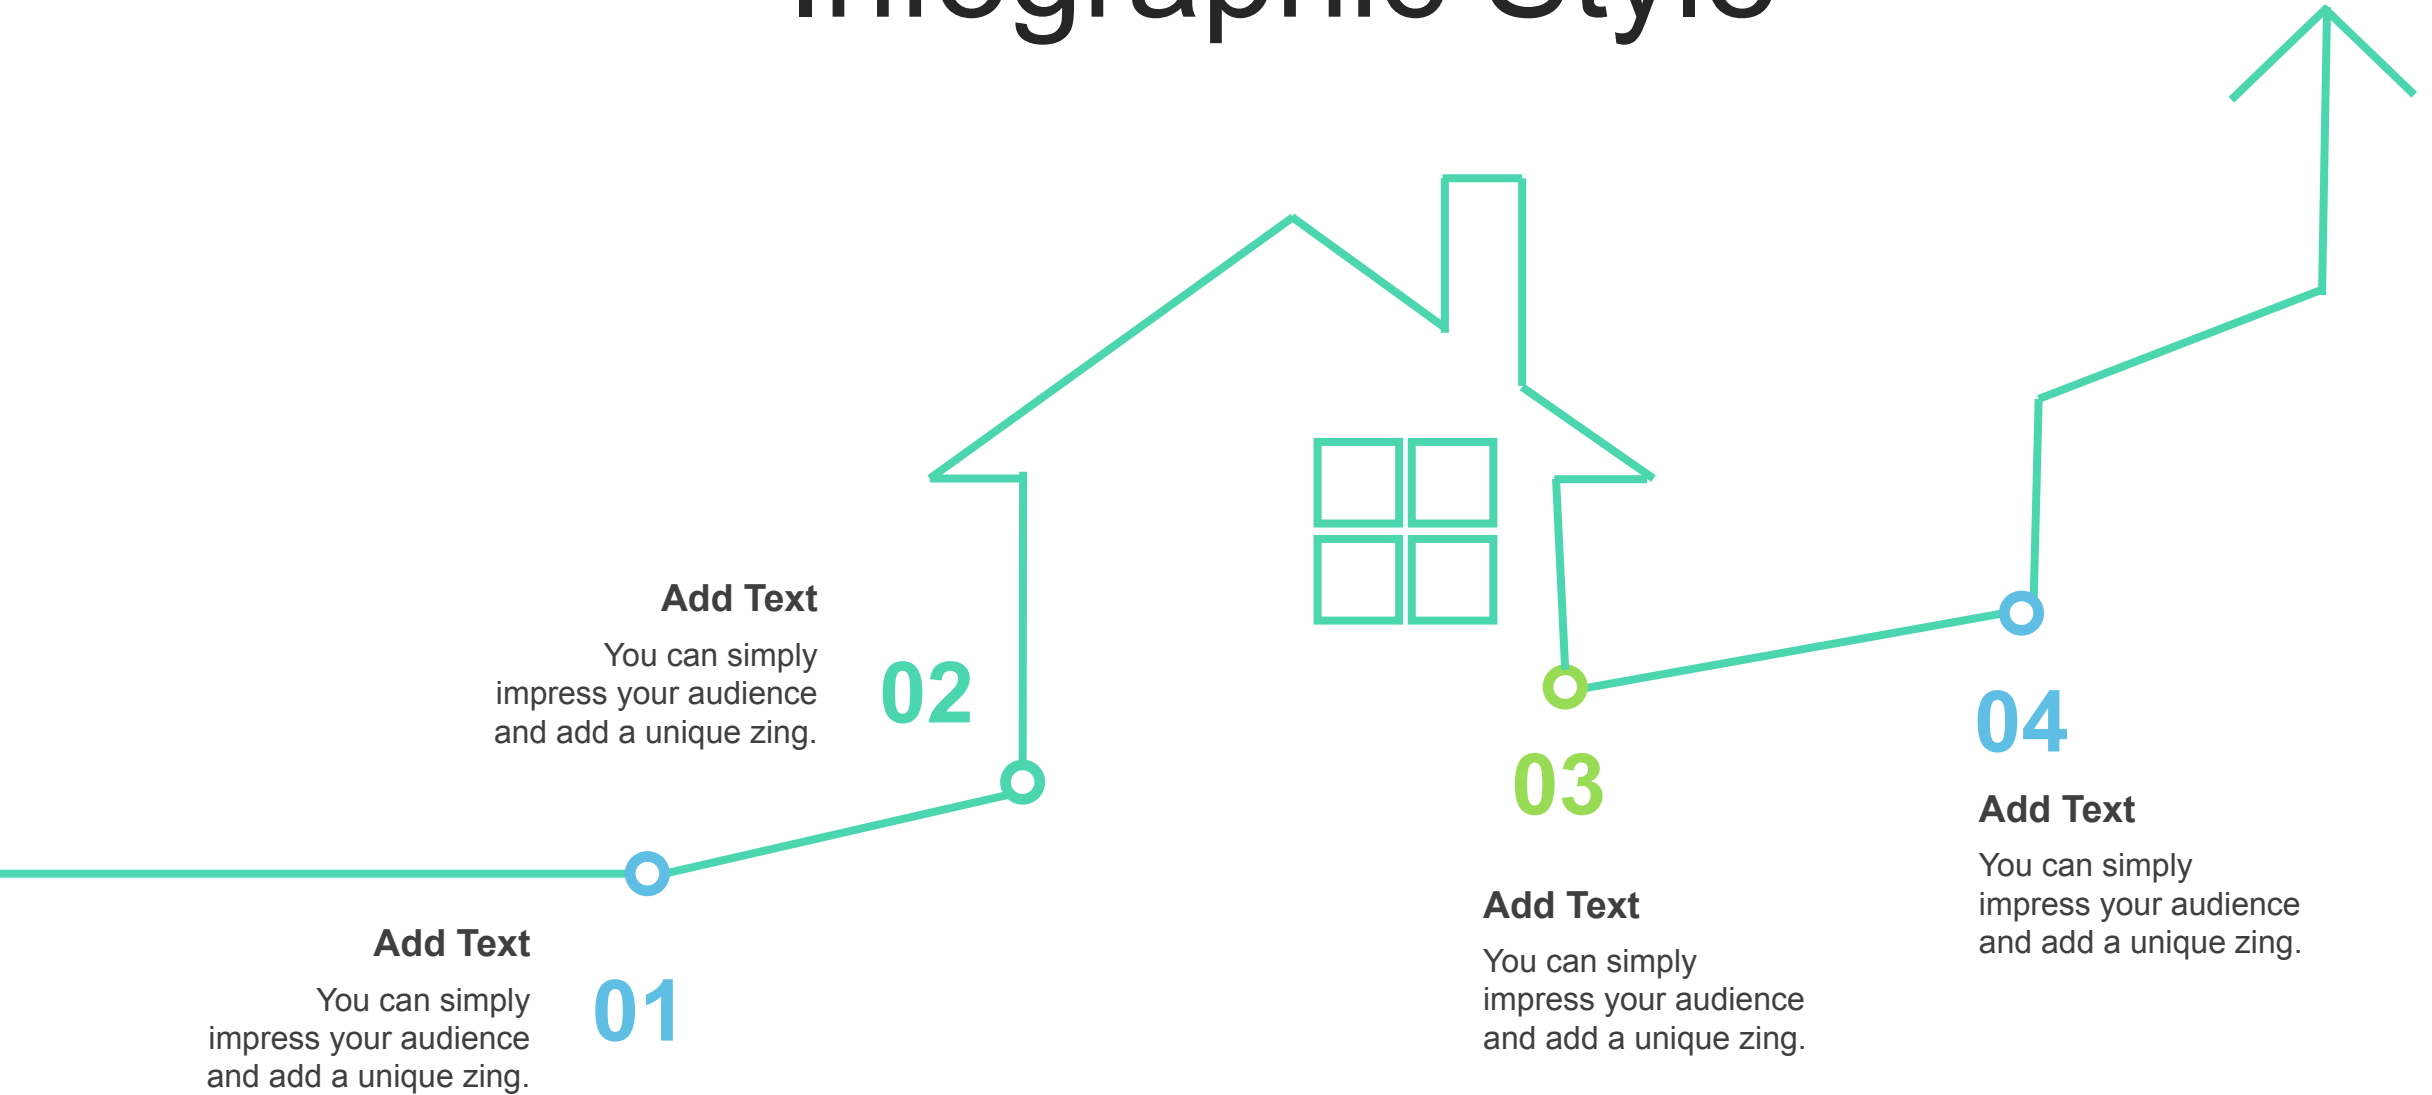 Infographic Style
Add Text
You can simply
impress your audience
and add a unique zing.
01
Add Text
You can simply
impress your audience
and add a unique zing.
02
03
Add Text
You can simply
impress your audience
and add a unique zing.
04
Add Text
You can simply
impress your audience
and add a unique zing.